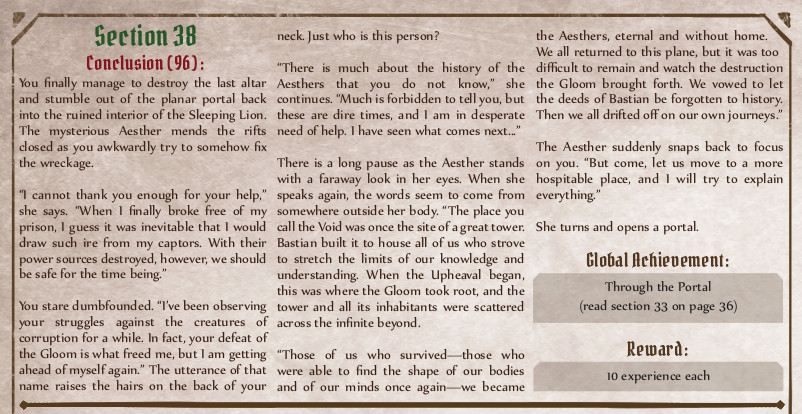 Section 38
Conclusion (96):
You finally manage to destroy the last altar
and stumble out of the planar portal back
into the ruined interior of the Sleeping Lion.
The mysterious Aesther mends the rifts
closed as you awkwardly try to somehow fix
the wreckage.
“I cannot thank you enough for your help,”
she says. “When I finally broke free of my
prison, I guess it was inevitable that I would
draw such ire from my captors. With their
power sources destroyed, however, we should
be safe for the time being.”
You stare dumbfounded. “I’ve been observing
your struggles against the creatures of
corruption for a while. In fact, your defeat of
the Gloom is what freed me, but I am getting
ahead of myself again.” The utterance of that
name raises the hairs on the back of your
neck. Just who is this person?
“There is much about the history of the
Aesthers that you do not know,” she
continues. “Much is forbidden to tell you, but
these are dire times, and I am in desperate
need of help. I have seen what comes next...”
There is a long pause as the Aesther stands
with a faraway look in her eyes. When she
speaks again, the words seem to come from
somewhere outside her body. “The place you
call the Void was once the site of a great tower.
Bastian built it to house all of us who strove
to stretch the limits of our knowledge and
understanding. When the Upheaval began,
this was where the Gloom took root, and the
tower and all its inhabitants were scattered
across the infinite beyond.
“Those of us who survived—those who
were able to find the shape of our bodies
and of our minds once again—we became
the Aesthers, eternal and without home.
We all returned to this plane, but it was too
difficult to remain and watch the destruction
the Gloom brought forth. We vowed to let
the deeds of Bastian be forgotten to history.
Then we all drifted off on our own journeys.”
The Aesther suddenly snaps back to focus
on you. “But come, let us move to a more
hospitable place, and I will try to explain
everything.”
She turns and opens a portal.
Global Achievement:
Through the Portal
(read section 33 on page 36)
Reward:
10 experience each